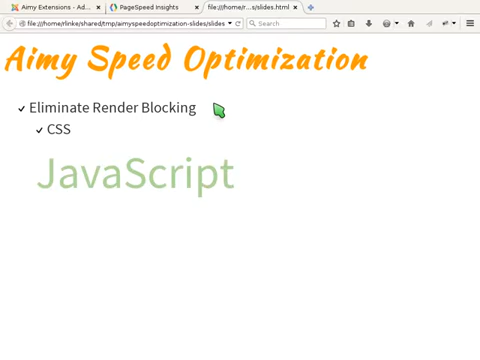 Aimy Extensions - Ad...
PageSpeed Insights
file:///home/...s/slides.html
file:///home/rlinke/shared/tmp/aimyspeedoptimization-slides/slides
Search
Aimy Speed Optimization
Eliminate Render Blocking
CSS
JavaScript